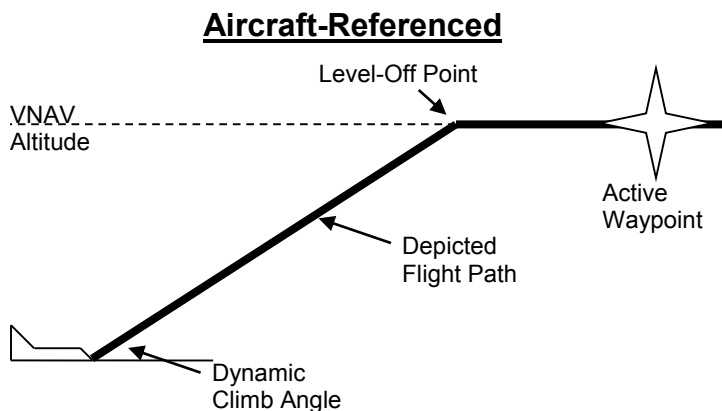 Aircraft-Referenced
Level-Off Point
VNAV
Altitude
Active
Waypoint
Depicted
Flight Path
Dynamic
Climb Angle